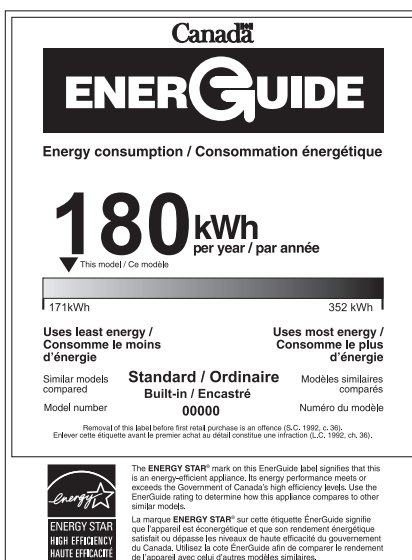 Canada
ENERGUIDE
Energy consumption / Consommation énergétique
180 kWh
per year / par année
This model / Ce modèle
171kWh 352 kWh
Uses least energy / Uses most energy /
Consomme le moins Consomme le plus
d'énergie d'énergie
Similar models Standard / Ordinaire Modèles similaires
compared Built-in / Encastré comparés
Model number 00000 Numéro du modèle
Removal of this label before first retail purchase is an offence (S.C. 1992, c. 36).
Enlever cette étiquette avant le premier achat au détail constitue une infraction (L.C. 1992, ch. 36).
energy
ENERGY STAR
HIGH EFFICIENCY
HAUTE EFFICACITÉ
The ENERGY STAR® mark on this EnerGuide label signifies that this
is an energy-efficient appliance. Its energy performance meets or
exceeds the Government of Canada's high efficiency levels. Use the
EnerGuide rating to determine how this appliance compares to other
similar models.
La marque ENERGY STAR® sur cette étiquette ÉnerGuide signifie
que l'appareil est éconergétique et que son rendement énergétique
satisfait ou dépasse les niveaux de haute efficacité du gouvernement
du Canada. Utilisez la cote ÉnerGuide afin de comparer le rendement
de l'appareil avec celui d'autres modèles similaires.